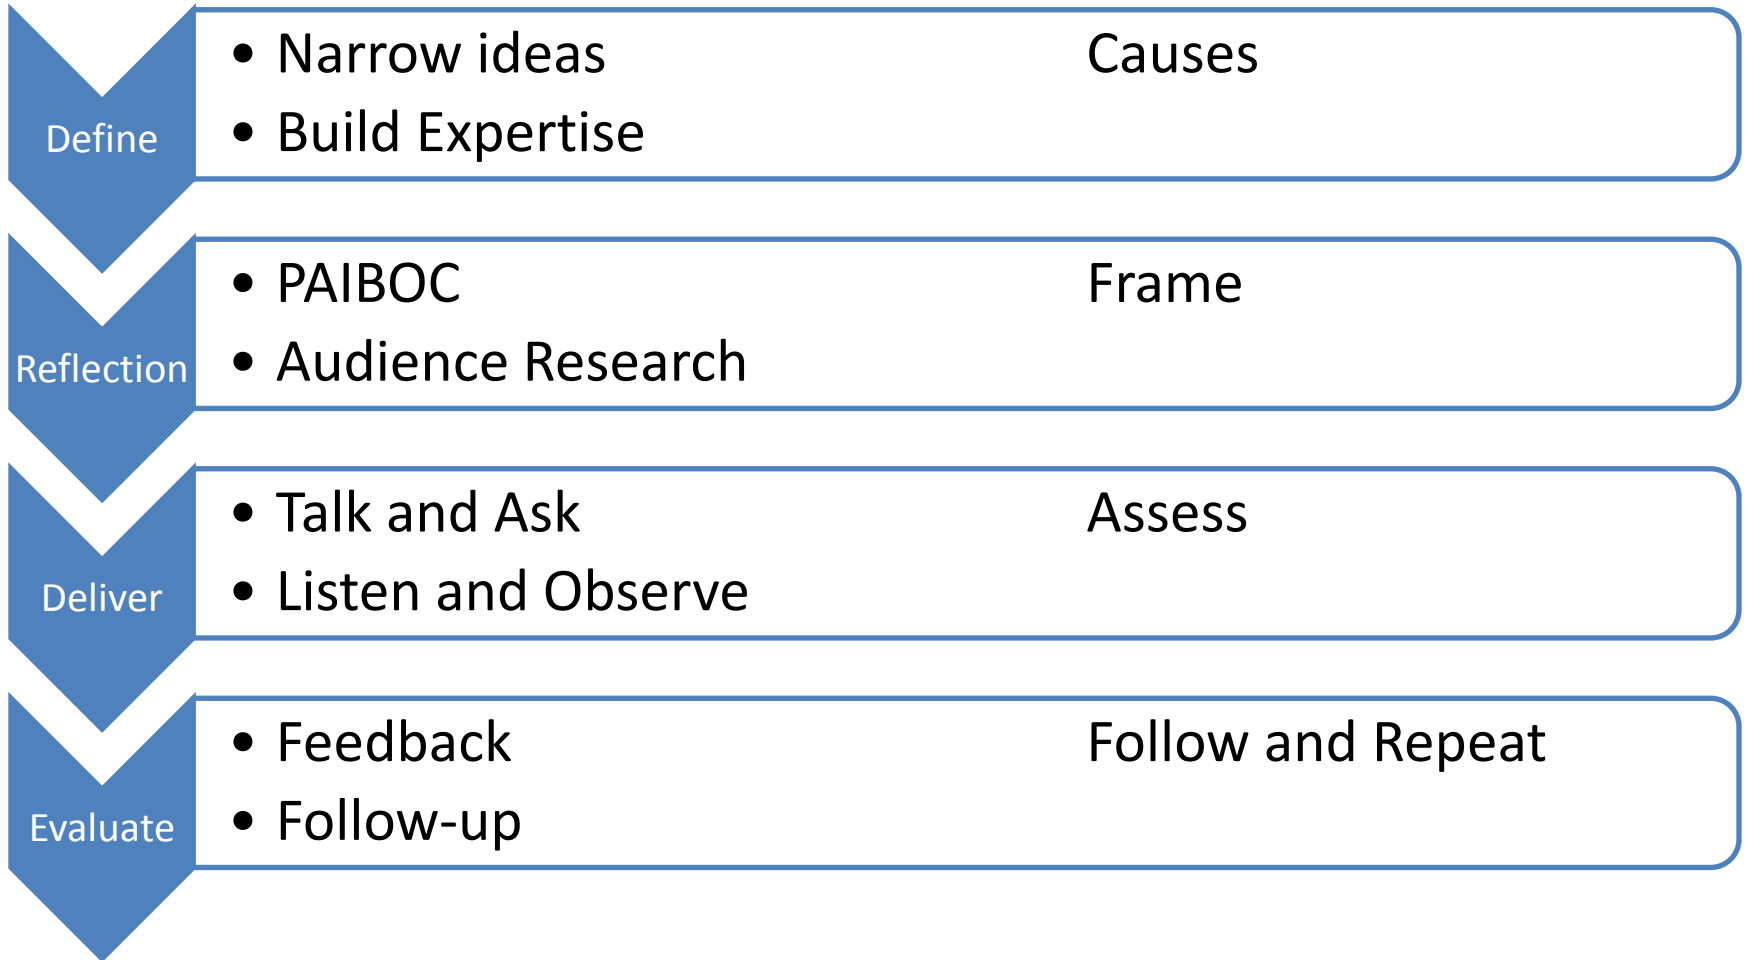 • Narrow ideas Causes
Define
• Build Expertise
• PAIBOC Frame
Reflection
• Audience Research
• Talk and Ask Assess
Deliver
• Listen and Observe
• Feedback Follow and Repeat
Evaluate
• Follow-up